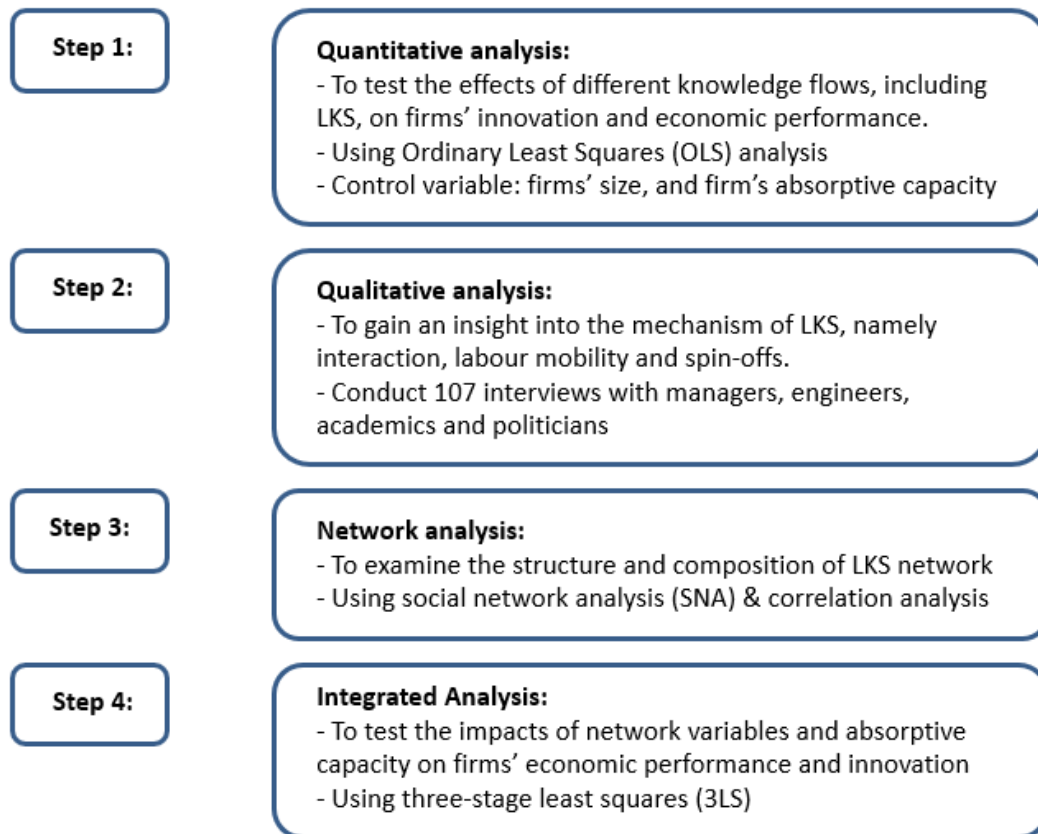 Step 1:
Quantitative analysis:
- To test the effects of different knowledge flows, including
LKS, on firms’ innovation and economic performance.
- Using Ordinary Least Squares (OLS) analysis
- Control variable: firms’ size, and firm’s absorptive capacity
Step 2:
Qualitative analysis:
- To gain an insight into the mechanism of LKS, namely
interaction, labour mobility and spin-offs.
- Conduct 107 interviews with managers, engineers,
academics and politicians
Step 3:
Network analysis:
- To examine the structure and composition of LKS network
- Using social network analysis (SNA) & correlation analysis
Step 4:
Integrated Analysis:
- To test the impacts of network variables and absorptive
capacity on firms’ economic performance and innovation
- Using three-stage least squares (3LS)